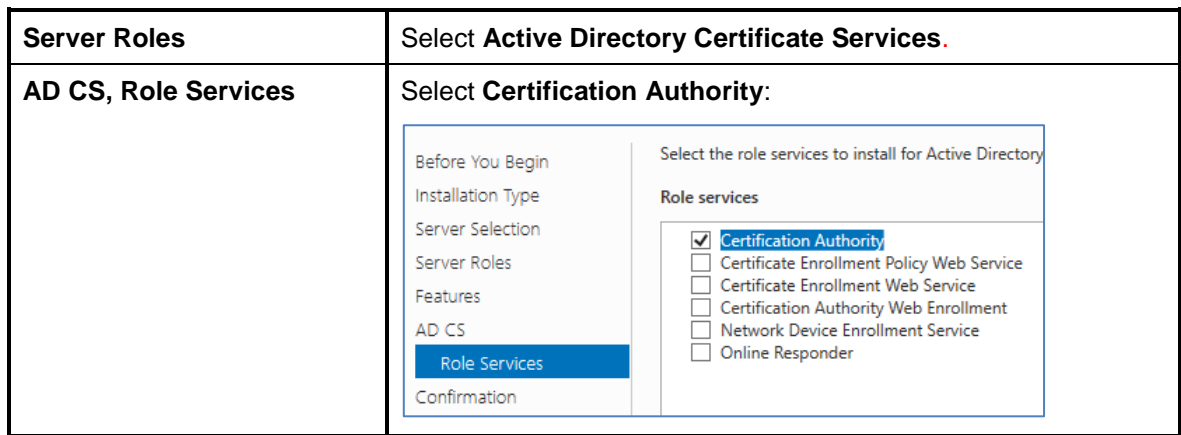 Server Roles
Select Active Directory Certificate Services.
AD CS, Role Services
Select Certification Authority:
Before You Begin
Installation Type
Server Selection
Server Roles
Features
AD CS
Role Services
Confirmation
Select the role services to install for Active Directory
Role services
Certification Authority
Certificate Enrollment Policy Web Service
Certificate Enrollment Web Service
Certification Authority Web Enrollment
Network Device Enrollment Service
Online Responder